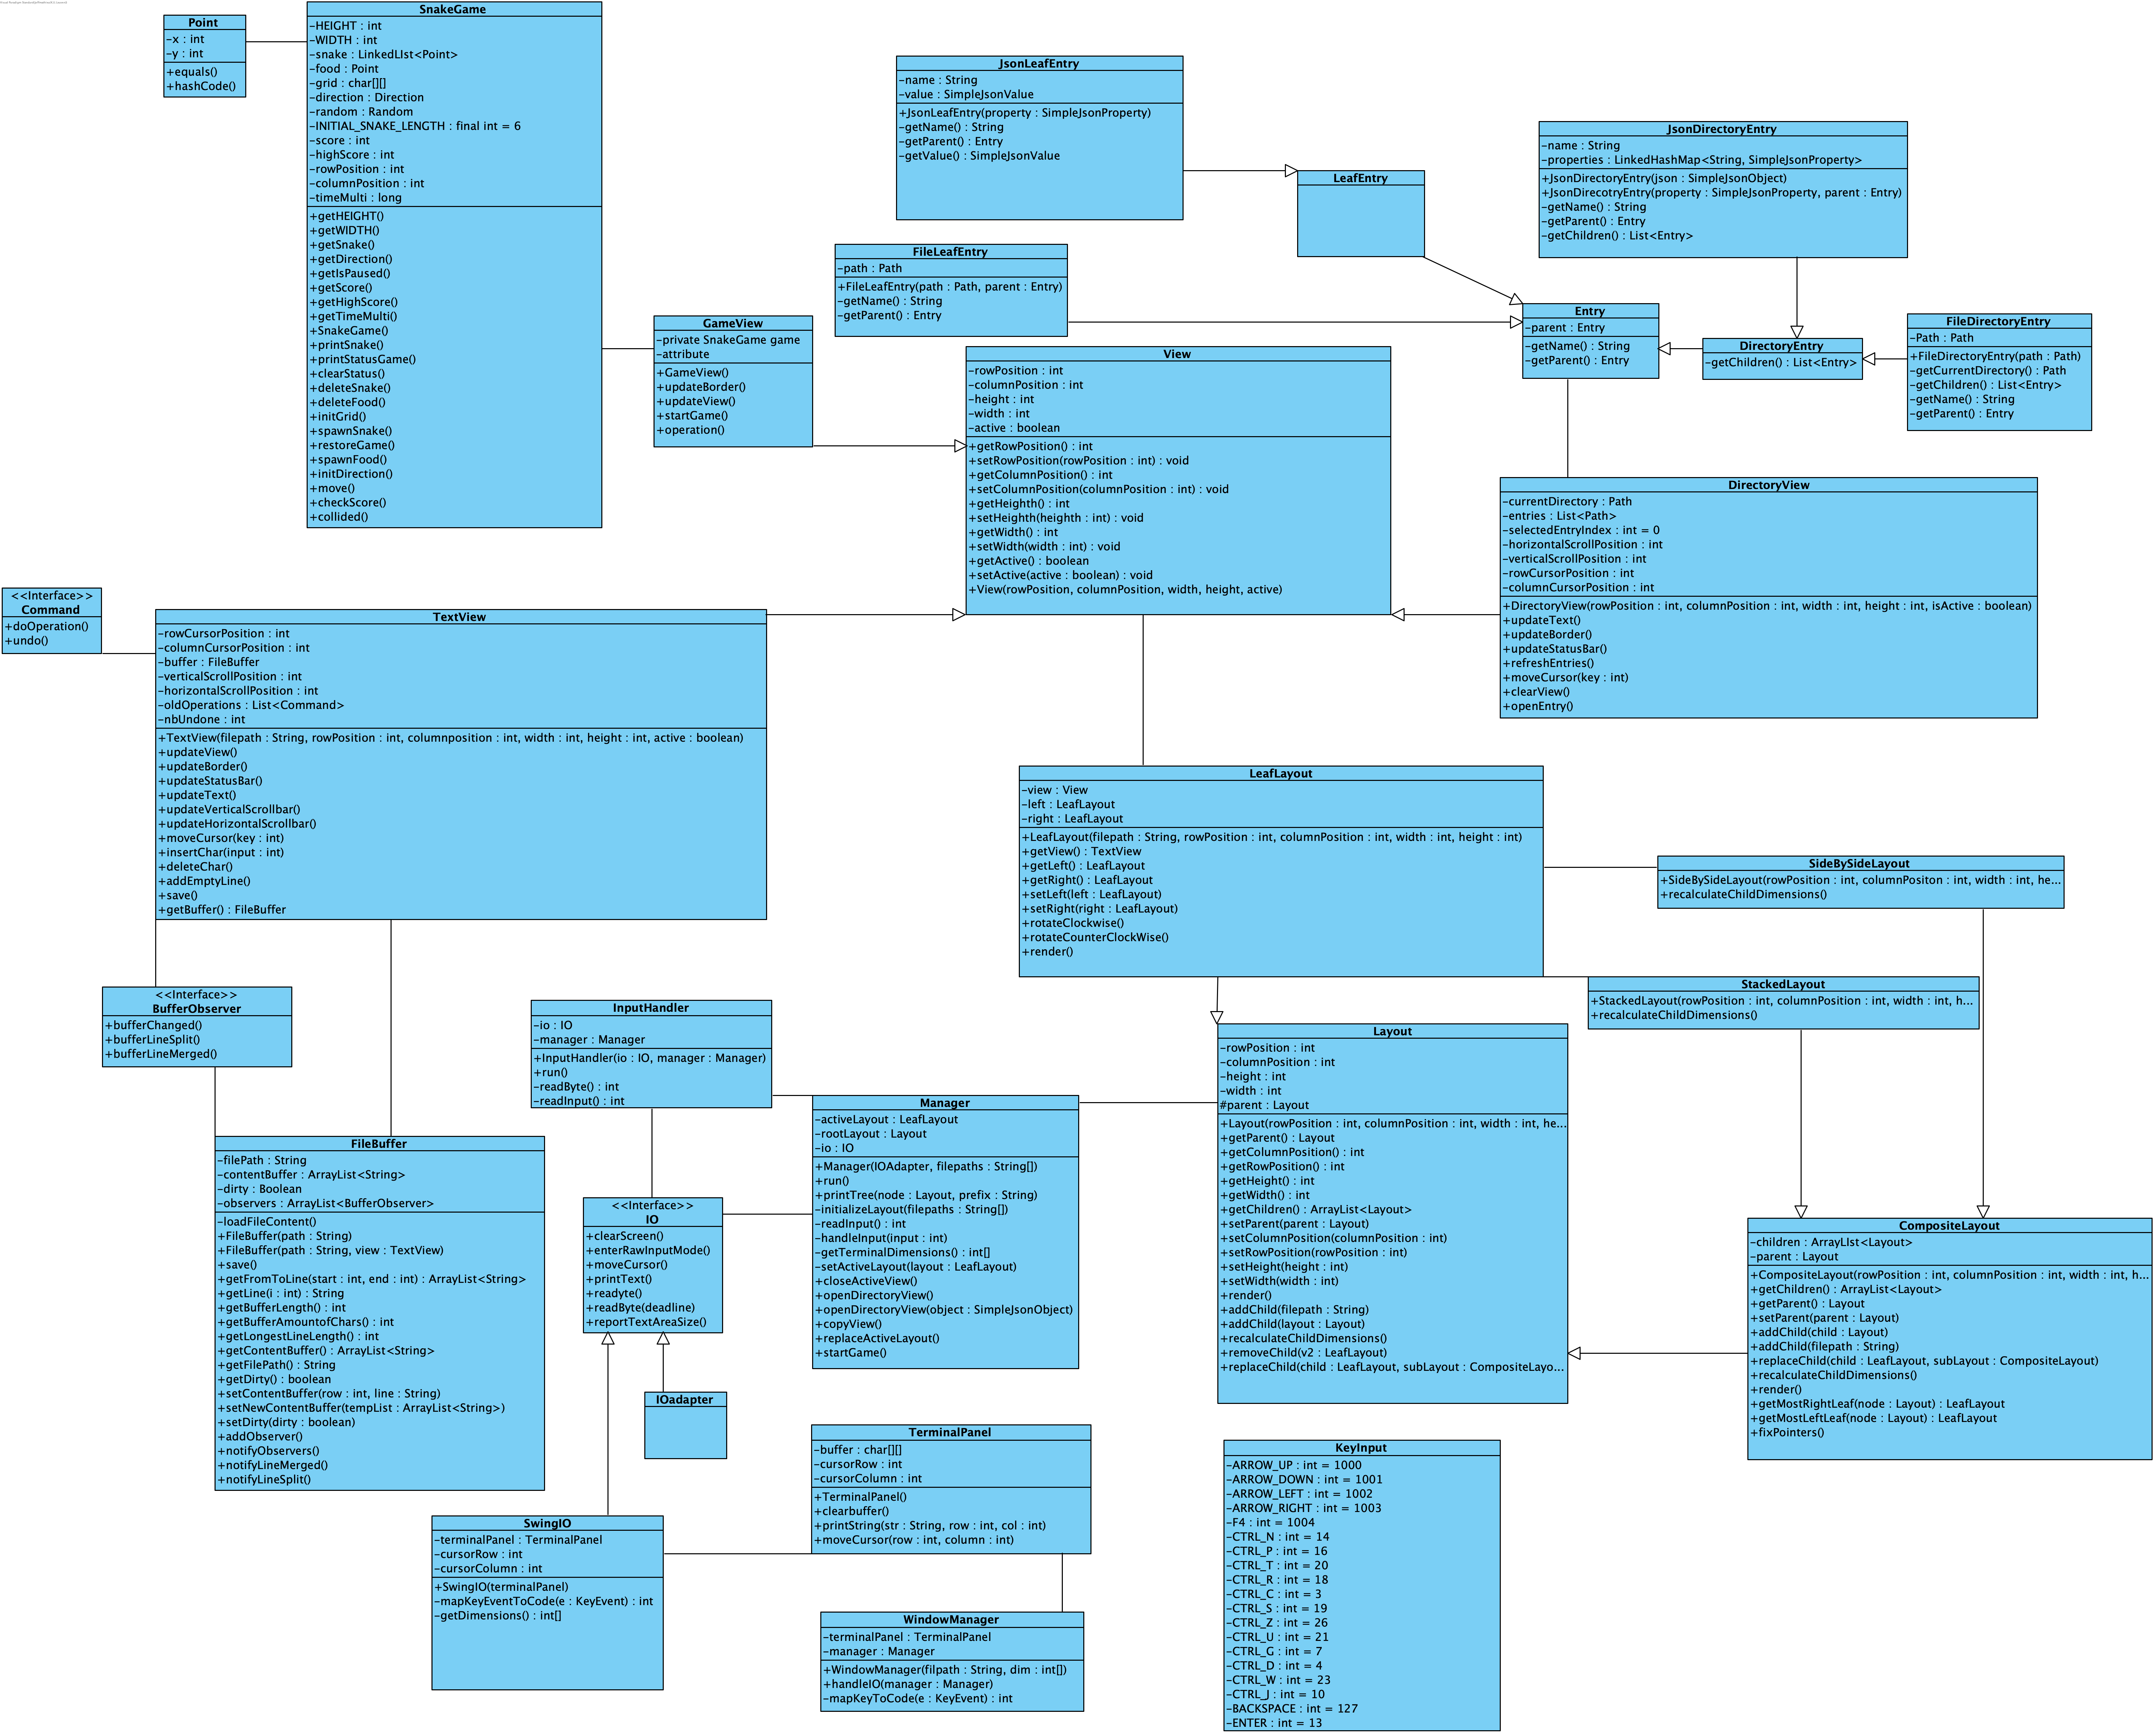 Point
-x : int
-y : int
+equals()
+hashCode()
SnakeGame
-HEIGHT : int
-WIDTH : int
-snake : LinkedLIst<Point>
-food : Point
-grid : char[][]
-direction : Direction
-random : Random
-INITIAL_SNAKE_LENGTH : final int = 6
-score : int
-highScore : int
-rowPosition : int
-columnPosition : int
-timeMulti : long
+getHEIGHT()
+getWIDTH()
+getSnake()
+getDirection()
+getIsPaused()
+getScore()
+getHighScore()
+getTimeMulti()
+SnakeGame()
+printSnake()
+printStatusGame()
+clearStatus()
+deleteSnake()
+deleteFood()
+initGrid()
+spawnSnake()
+restoreGame()
+spawnFood()
+initDirection()
+move()
+checkScore()
+collided()
JsonLeafEntry
-name : String
-value : SimpleJsonValue
+JsonLeafEntry(property : SimpleJsonProperty)
-getName() : String
-getParent() : Entry
-getValue() : SimpleJsonValue
LeafEntry
JsonDirectoryEntry
-name : String
-properties : LinkedHashMap<String, SimpleJsonProperty>
+JsonDirectoryEntry(json : SimpleJsonObject)
+JsonDirecotryEntry(property : SimpleJsonProperty, parent : Entry)
-getName() : String
-getParent() : Entry
-getChildren() : List<Entry>
FileLeafEntry
-path : Path
+FileLeafEntry(path : Path, parent : Entry)
-getName() : String
-getParent() : Entry
Entry
-parent : Entry
-getName() : String
-getParent() : Entry
DirectoryEntry
-getChildren() : List<Entry>
FileDirectoryEntry
-Path : Path
+FileDirectoryEntry(path : Path)
-getCurrentDirectory() : Path
-getChildren() : List<Entry>
-getName() : String
-getParent() : Entry
GameView
-private SnakeGame game
-attribute
+GameView()
+updateBorder()
+updateView()
+startGame()
+operation()
View
-rowPosition : int
-columnPosition : int
-height : int
-width : int
-active : boolean
+getRowPosition() : int
+setRowPosition(rowPosition : int) : void
+getColumnPosition() : int
+setColumnPosition(columnPosition : int) : void
+getHeighth() : int
+setHeighth(heighth : int) : void
+getWidth() : int
+setWidth(width : int) : void
+getActive() : boolean
+setActive(active : boolean) : void
+View(rowPosition, columnPosition, width, height, active)
DirectoryView
-currentDirectory : Path
-entries : List<Path>
-selectedEntryIndex : int = 0
-horizontalScrollPosition : int
-verticalScrollPosition : int
-rowCursorPosition : int
-columnCursorPosition : int
+DirectoryView(rowPosition : int, columnPosition : int, width : int, height : int, isActive : boolean)
+updateText()
+updateBorder()
+updateStatusBar()
+refreshEntries()
+moveCursor(key : int)
+clearView()
+openEntry()
<<Interface>>
Command
+doOperation()
+undo()
TextView
-rowCursorPosition : int
-columnCursorPosition : int
-buffer : FileBuffer
-verticalScrollPosition : int
-horizontalScrollPosition : int
-oldOperations : List<Command>
-nbUndone : int
+TextView(filepath : String, rowPosition : int, columnposition : int, width : int, height : int, active : boolean)
+updateView()
+updateBorder()
+updateStatusBar()
+updateText()
+updateVerticalScrollbar()
+updateHorizontalScrollbar()
+moveCursor(key : int)
+insertChar(input : int)
+deleteChar()
+addEmptyLine()
+save()
+getBuffer() : FileBuffer
LeafLayout
-view : View
-left : LeafLayout
-right : LeafLayout
+LeafLayout(filepath : String, rowPosition : int, columnPosition : int, width : int, height : int)
+getView() : TextView
+getLeft() : LeafLayout
+getRight() : LeafLayout
+setLeft(left : LeafLayout)
+setRight(right : LeafLayout)
+rotateClockwise()
+rotateCounterClockWise()
+render()
SideBySideLayout
+SideBySideLayout(rowPosition : int, columnPositon : int, width : int, he...
+recalculateChildDimensions()
StackedLayout
+StackedLayout(rowPosition : int, columnPosition : int, width : int, h...
+recalculateChildDimensions()
<<Interface>>
BufferObserver
+bufferChanged()
+bufferLineSplit()
+bufferLineMerged()
InputHandler
-io : IO
-manager : Manager
+InputHandler(io : IO, manager : Manager)
+run()
-readByte() : int
-readInput() : int
Layout
-rowPosition : int
-columnPosition : int
-height : int
-width : int
#parent : Layout
+Layout(rowPosition : int, columnPosition : int, width : int, he...
+getParent() : Layout
+getColumnPosition() : int
+getRowPosition() : int
+getHeight() : int
+getWidth() : int
+getChildren() : ArrayList<Layout>
+setParent(parent : Layout)
+setColumnPosition(columnPosition : int)
+setRowPosition(rowPosition : int)
+setHeight(height : int)
+setWidth(width : int)
+render()
+addChild(filepath : String)
+addChild(layout : Layout)
+recalculateChildDimensions()
+removeChild(v2 : LeafLayout)
+replaceChild(child : LeafLayout, subLayout : CompositeLayo...
Manager
-activeLayout : LeafLayout
-rootLayout : Layout
-io : IO
+Manager(IOAdapter, filepaths : String[])
+run()
+printTree(node : Layout, prefix : String)
-initializeLayout(filepaths : String[])
-readInput() : int
-handleInput(input : int)
-getTerminalDimensions() : int[]
-setActiveLayout(layout : LeafLayout)
+closeActiveView()
+openDirectoryView()
+openDirectoryView(object : SimpleJsonObject)
+copyView()
+replaceActiveLayout()
+startGame()
FileBuffer
-filePath : String
-contentBuffer : ArrayList<String>
-dirty : Boolean
-observers : ArrayList<BufferObserver>
-loadFileContent()
+FileBuffer(path : String)
+FileBuffer(path : String, view : TextView)
+save()
+getFromToLine(start : int, end : int) : ArrayList<String>
+getLine(i : int) : String
+getBufferLength() : int
+getBufferAmountofChars() : int
+getLongestLineLength() : int
+getContentBuffer() : ArrayList<String>
+getFilePath() : String
+getDirty() : boolean
+setContentBuffer(row : int, line : String)
+setNewContentBuffer(tempList : ArrayList<String>)
+setDirty(dirty : boolean)
+addObserver()
+notifyObservers()
+notifyLineMerged()
+notifyLineSplit()
<<Interface>>
IO
+clearScreen()
+enterRawInputMode()
+moveCursor()
+printText()
+readyte()
+readByte(deadline)
+reportTextAreaSize()
CompositeLayout
-children : ArrayLIst<Layout>
-parent : Layout
+CompositeLayout(rowPosition : int, columnPosition : int, width : int, h...
+getChildren() : ArrayList<Layout>
+getParent() : Layout
+setParent(parent : Layout)
+addChild(child : Layout)
+addChild(filepath : String)
+replaceChild(child : LeafLayout, subLayout : CompositeLayout)
+recalculateChildDimensions()
+render()
+getMostRightLeaf(node : Layout) : LeafLayout
+getMostLeftLeaf(node : Layout) : LeafLayout
+fixPointers()
IOadapter
TerminalPanel
-buffer : char[][]
-cursorRow : int
-cursorColumn : int
+TerminalPanel()
+clearbuffer()
+printString(str : String, row : int, col : int)
+moveCursor(row : int, column : int)
KeyInput
-ARROW_UP : int = 1000
-ARROW_DOWN : int = 1001
-ARROW_LEFT : int = 1002
-ARROW_RIGHT : int = 1003
-F4 : int = 1004
-CTRL_N : int = 14
-CTRL_P : int = 16
-CTRL_T : int = 20
-CTRL_R : int = 18
-CTRL_C : int = 3
-CTRL_S : int = 19
-CTRL_Z : int = 26
-CTRL_U : int = 21
-CTRL_G : int = 7
-CTRL_D : int = 4
-CTRL_W : int = 23
-CTRL_J : int = 10
-BACKSPACE : int = 127
-ENTER : int = 13
SwingIO
-terminalPanel : TerminalPanel
-cursorRow : int
-cursorColumn : int
+SwingIO(terminalPanel)
-mapKeyEventToCode(e : KeyEvent) : int
-getDimensions() : int[]
WindowManager
-terminalPanel : TerminalPanel
-manager : Manager
+WindowManager(filpath : String, dim : int[])
+handleIO(manager : Manager)
-mapKeyToCode(e : KeyEvent) : int